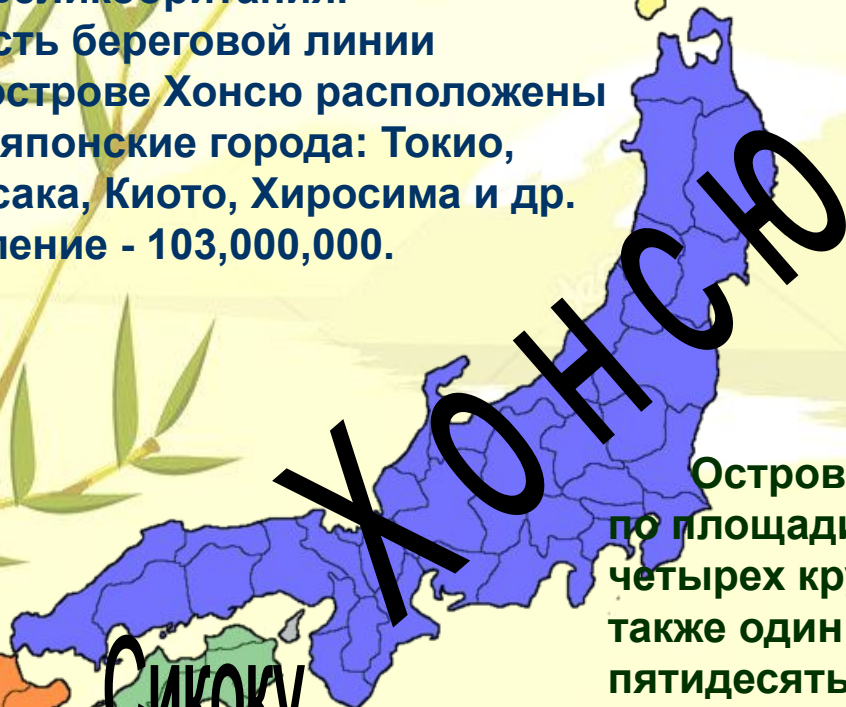 сть береговой линии
острове Хонсю расположены
японские города: Токио,
сака, Киото, Хиросима и др.
ление - 103,000,000.
Хонсю
Остров
по площади
четырех кру
также один
пятидесять
Сикоку